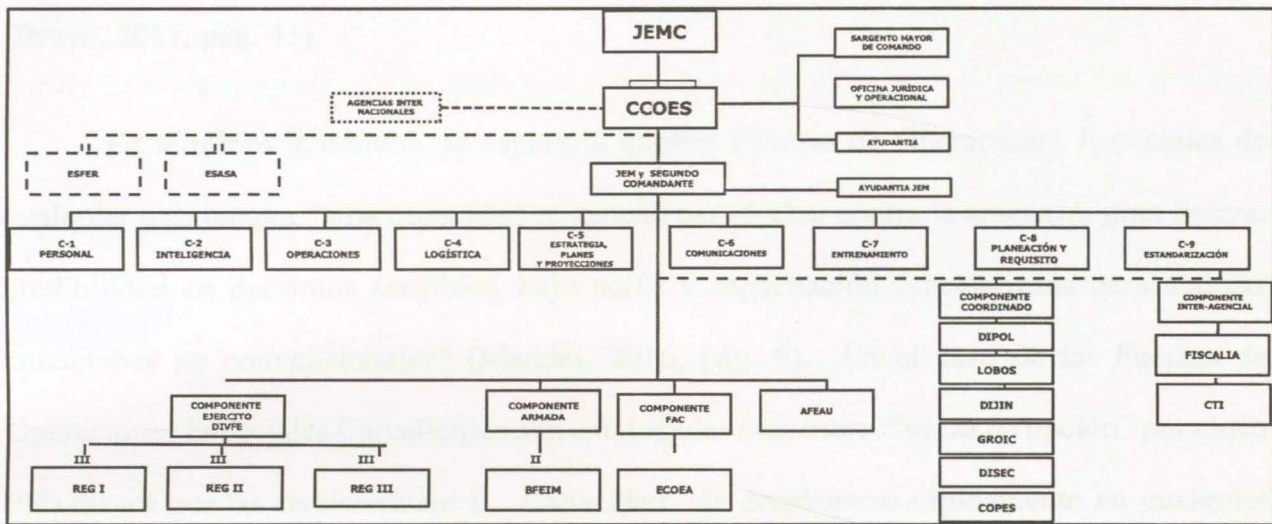 JEMC
SARGENTO MAYOR
DE COMANDO
AGENCIAS INTER
NACIONALES
CCOES
OFICINA JURÍDICA
Y OPERACIONAL
AYUDANTÍA
ESFER
ESASA
JEM y SEGUNDO
COMANDANTE
AYUDANTIA JEM
C-1
PERSONAL
C-2
INTELIGENCIA
C-3
OPERACIONES
C-4
LOGÍSTICA
C-5
ESTRATEGIA,
PLANES
Y PROYECCIONES
C-6
COMUNICACIONES
C-7
ENTRENAMIENTO
C-8
PLANEACIÓN Y
REQUISITO
C-9
ESTANDARIZACIÓN
COMPONENTE
COORDINADO
COMPONENTE
INTER-AGENCIAL
DIPOL
FISCALIA
LOBOS
COMPONENTE
EJERCITO
DIVFE
COMPONENTE
ARMADA
COMPONENTE
FAC
AFEAU
DIJIN
CTI
GROIC
III
REG I
III
REG II
III
REG III
II
BFEIM
ECOEA
DISEC
COPES